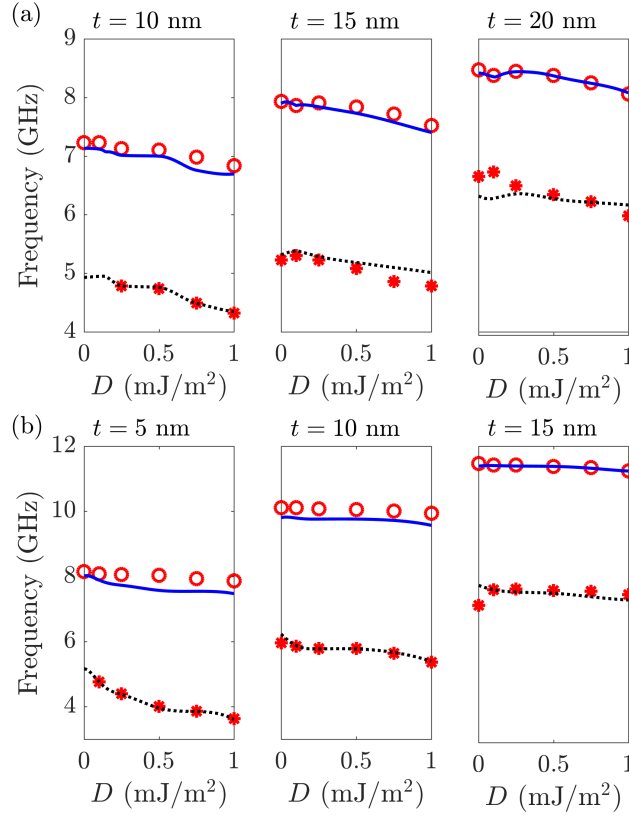 (a)
t = 10 nm
t = 15 nm
t = 20 nm
Frequency (GHz)
9
8
7
6
5
4
0
0.5
1
0
0.5
1
0
0.5
1
D (mJ/m²)
D (mJ/m²)
D (mJ/m²)
(b)
t = 5 nm
t = 10 nm
t = 15 nm
Frequency (GHz)
12
10
8
6
4
0
0.5
1
0
0.5
1
0
0.5
1
D (mJ/m²)
D (mJ/m²)
D (mJ/m²)